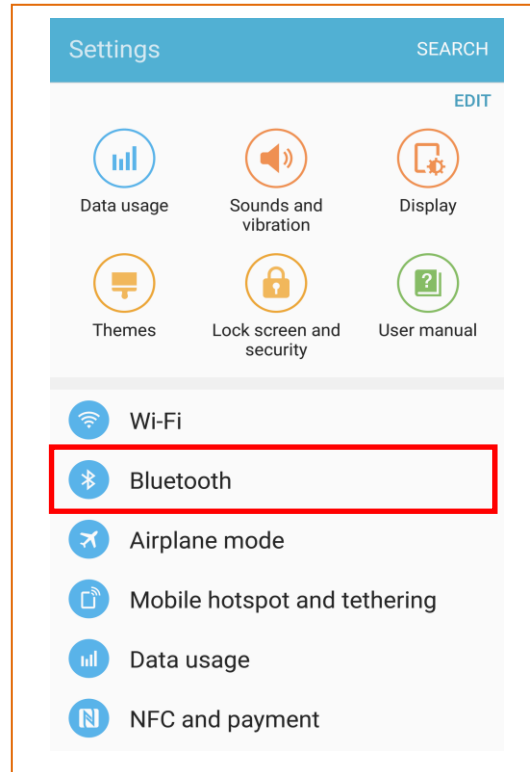 Settings
SEARCH
EDIT
Data usage
Sounds and
vibration
Display
Themes
Lock screen and
security
User manual
Wi-Fi
Bluetooth
Airplane mode
Mobile hotspot and tethering
Data usage
NFC and payment